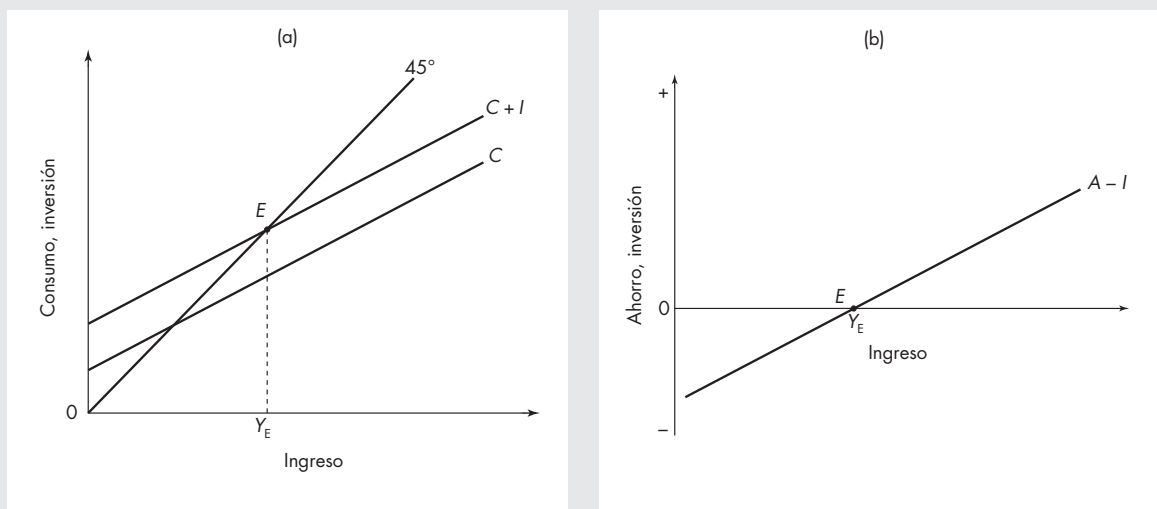 (a)
45°
C + I
C
E
Consumo, inversión
0
Y_E
Ingreso
(b)
+
A – I
Ahorro, inversión
E
0
Y_E
Ingreso
–